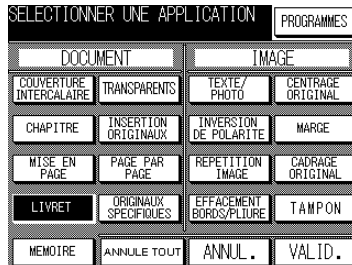 SELECTIONNER UNE APPLICATION
PROGRAMMES
DOCUMENT
IMAGE
COUVERTURE
INTERCALAIRE
TRANSPARENTS
TEXTE/
PHOTO
CENTRAGE
ORIGINAL
CHAPITRE
INSERTION
ORIGINAUX
INVERSION
DE POLARITE
MARGE
MISE EN
PAGE
PAGE PAR
PAGE
REPETITION
IMAGE
CADRAGE
ORIGINAL
LIVRET
ORIGINAUX
SPECIFIQUES
EFFACEMENT
BORDS/PLIURE
TAMPON
MEMOIRE
ANNULE TOUT
ANNUL.
VALID.